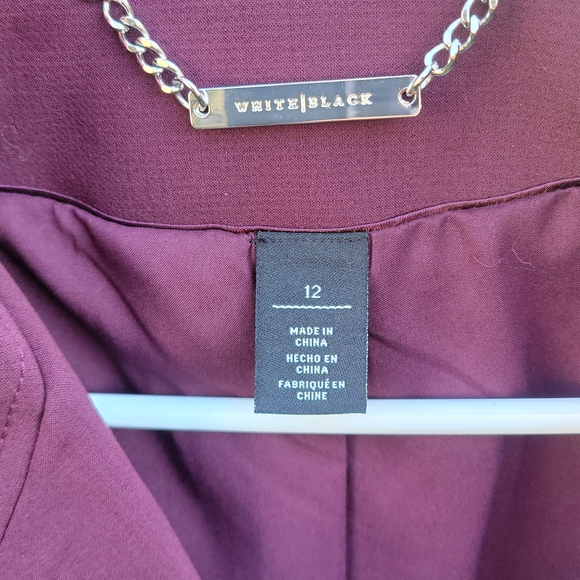 WHITE|BLACK
12
MADE IN
CHINA
HECHO EN
CHINA
FABRIQUÉ EN
CHINE